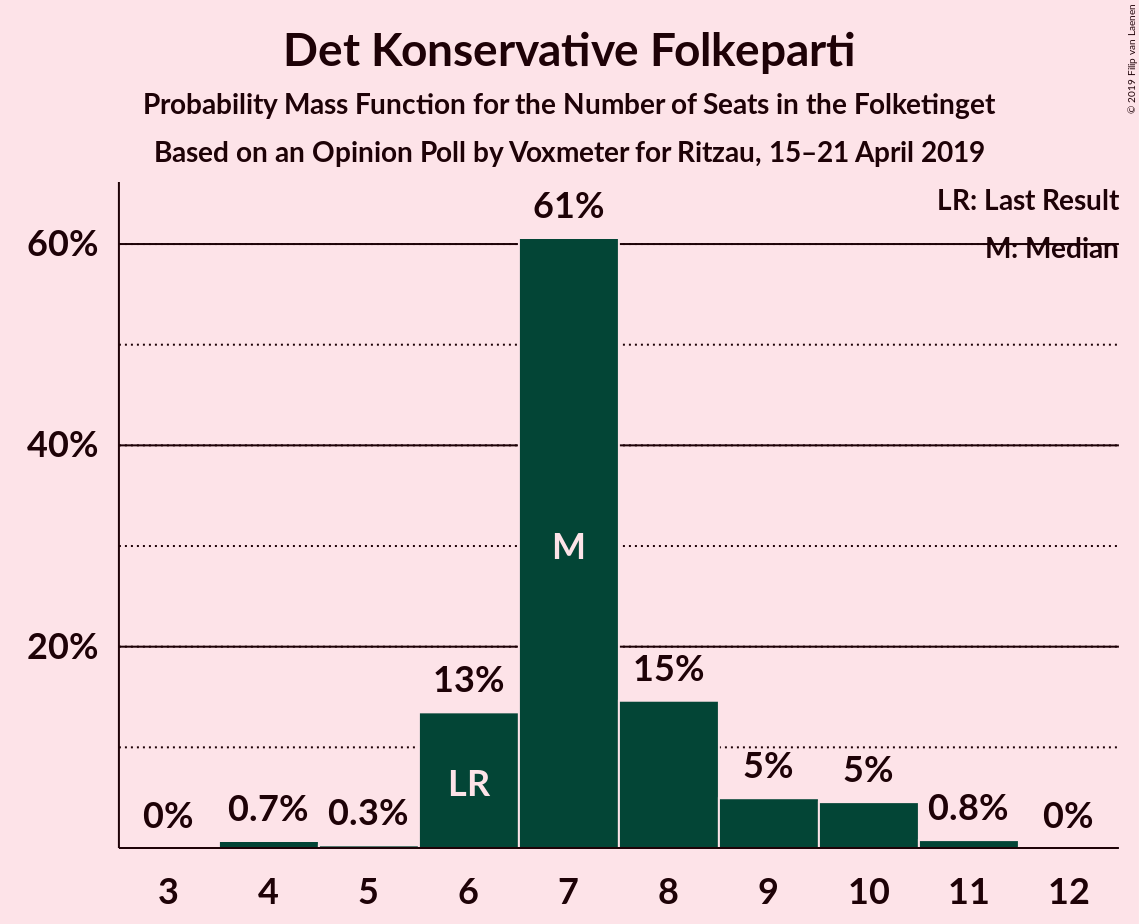 Det Konservative Folkeparti
Probability Mass Function for the Number of Seats in the Folketinget
Based on an Opinion Poll by Voxmeter for Ritzau, 15–21 April 2019
© 2019 Filip van Laenen
LR: Last Result
M: Median
61%
60%
40%
M
20%
13%
15%
LR
5%
5%
0%
0.7%
0.3%
0.8%
0%
3 4 5 6 7 8 9 10 11 12